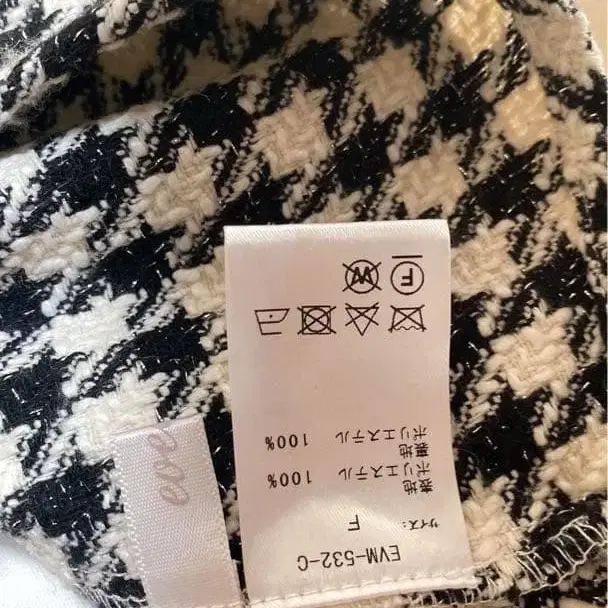 EVM-532-C
サイズ: F
表地
ポリエステル 100%
裏地
ポリエステル 100%
F
W
eve